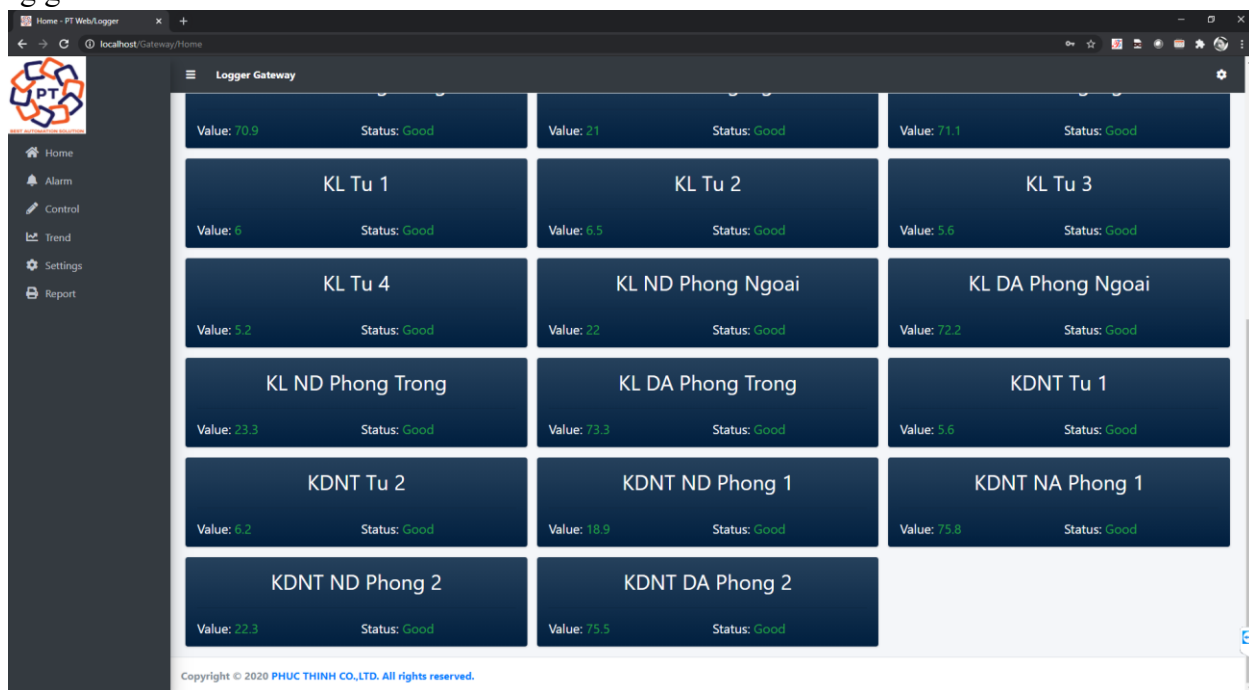 Home - PT Web/Logger
localhost/Gateway/Home
PT
BEST AUTOMATION SOLUTION
Logger Gateway
Home
Alarm
Control
Trend
Settings
Report
Value: 70.9 Status: Good
Value: 21 Status: Good
Value: 71.1 Status: Good
KL Tu 1
Value: 6 Status: Good
KL Tu 2
Value: 6.5 Status: Good
KL Tu 3
Value: 5.6 Status: Good
KL Tu 4
Value: 5.2 Status: Good
KL ND Phong Ngoai
Value: 22 Status: Good
KL DA Phong Ngoai
Value: 72.2 Status: Good
KL ND Phong Trong
Value: 23.3 Status: Good
KL DA Phong Trong
Value: 73.3 Status: Good
KDNT Tu 1
Value: 5.6 Status: Good
KDNT Tu 2
Value: 6.2 Status: Good
KDNT ND Phong 1
Value: 18.9 Status: Good
KDNT NA Phong 1
Value: 75.8 Status: Good
KDNT ND Phong 2
Value: 22.3 Status: Good
KDNT DA Phong 2
Value: 75.5 Status: Good
Copyright © 2020 PHUC THINH CO.,LTD. All rights reserved.